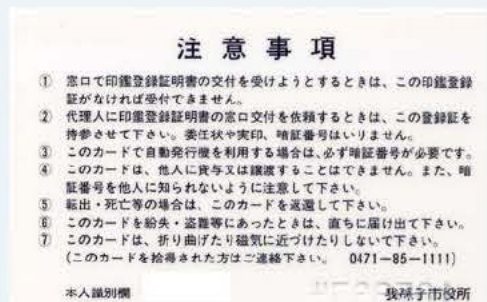 注意事項
① 窓口で印鑑登録証明書の交付を受けようとするときは、この印鑑登録
証がなければ受付できません。
② 代理人に印鑑登録証明書の窓口交付を依頼するときは、この登録証を
持参させて下さい。委任状や実印、暗証番号はいりません。
③ このカードで自動発行機を利用する場合は、必ず暗証番号が必要です。
④ このカードは、他人に貸与又は譲渡することはできません。また、暗
証番号を他人に知られないように注意して下さい。
⑤ 転出・死亡等の場合は、このカードを返還して下さい。
⑥ このカードを紛失・盗難等にあったときは、直ちに届け出て下さい。
⑦ このカードは、折り曲げたり磁気に近づけたりしないで下さい。
(このカードを拾得された方はご連絡下さい。 0471−85−1111)
本人識別欄 我孫子市役所